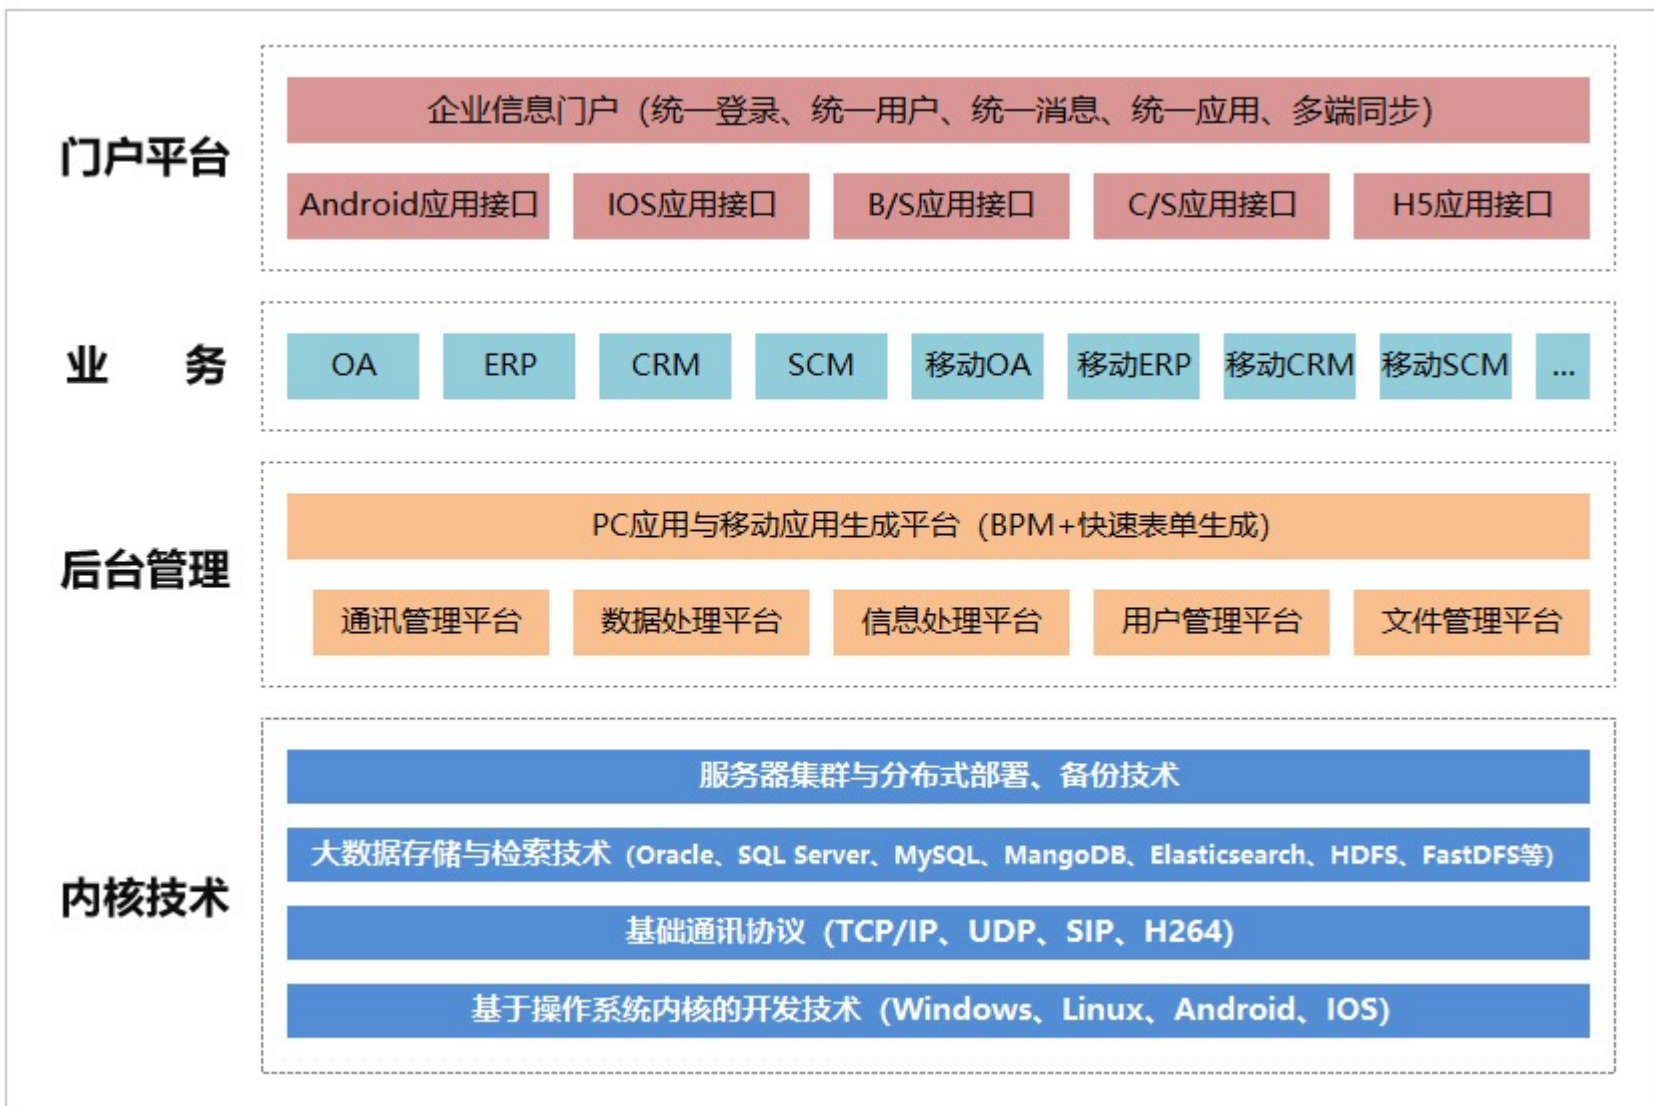 门户平台
企业信息门户（统一登录、统一用户、统一消息、统一应用、多端同步）
Android应用接口
IOS应用接口
B/S应用接口
C/S应用接口
H5应用接口
业务
OA
ERP
CRM
SCM
移动OA
移动ERP
移动CRM
移动SCM
...
后台管理
PC应用与移动应用生成平台（BPM+快速表单生成）
通讯管理平台
数据处理平台
信息处理平台
用户管理平台
文件管理平台
内核技术
服务器集群与分布式部署、备份技术
大数据存储与检索技术（Oracle、SQL Server、MySQL、MangoDB、Elasticsearch、HDFS、FastDFS等）
基础通讯协议（TCP/IP、UDP、SIP、H264）
基于操作系统内核的开发技术（Windows、Linux、Android、IOS）